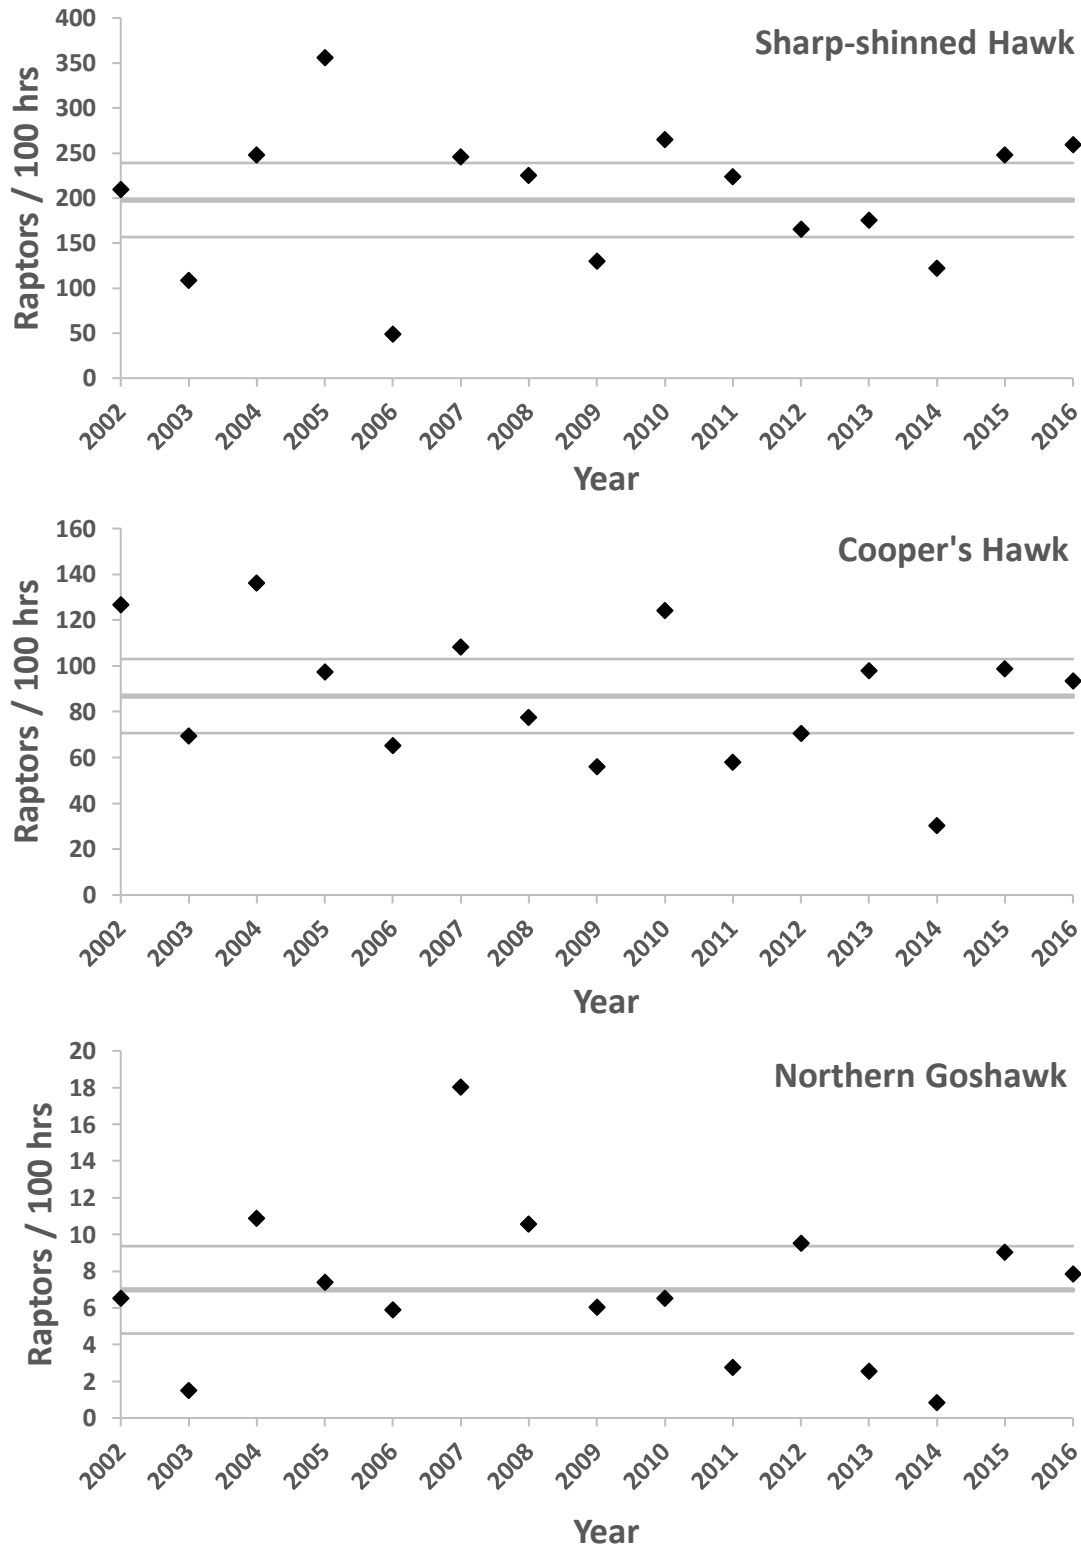 Sharp-shinned Hawk
Raptors / 100 hrs
400
350
300
250
200
150
100
50
0
2002 2003 2004 2005 2006 2007 2008 2009 2010 2011 2012 2013 2014 2015 2016
Year
Cooper's Hawk
Raptors / 100 hrs
160
140
120
100
80
60
40
20
0
2002 2003 2004 2005 2006 2007 2008 2009 2010 2011 2012 2013 2014 2015 2016
Year
Northern Goshawk
Raptors / 100 hrs
20
18
16
14
12
10
8
6
4
2
0
2002 2003 2004 2005 2006 2007 2008 2009 2010 2011 2012 2013 2014 2015 2016
Year